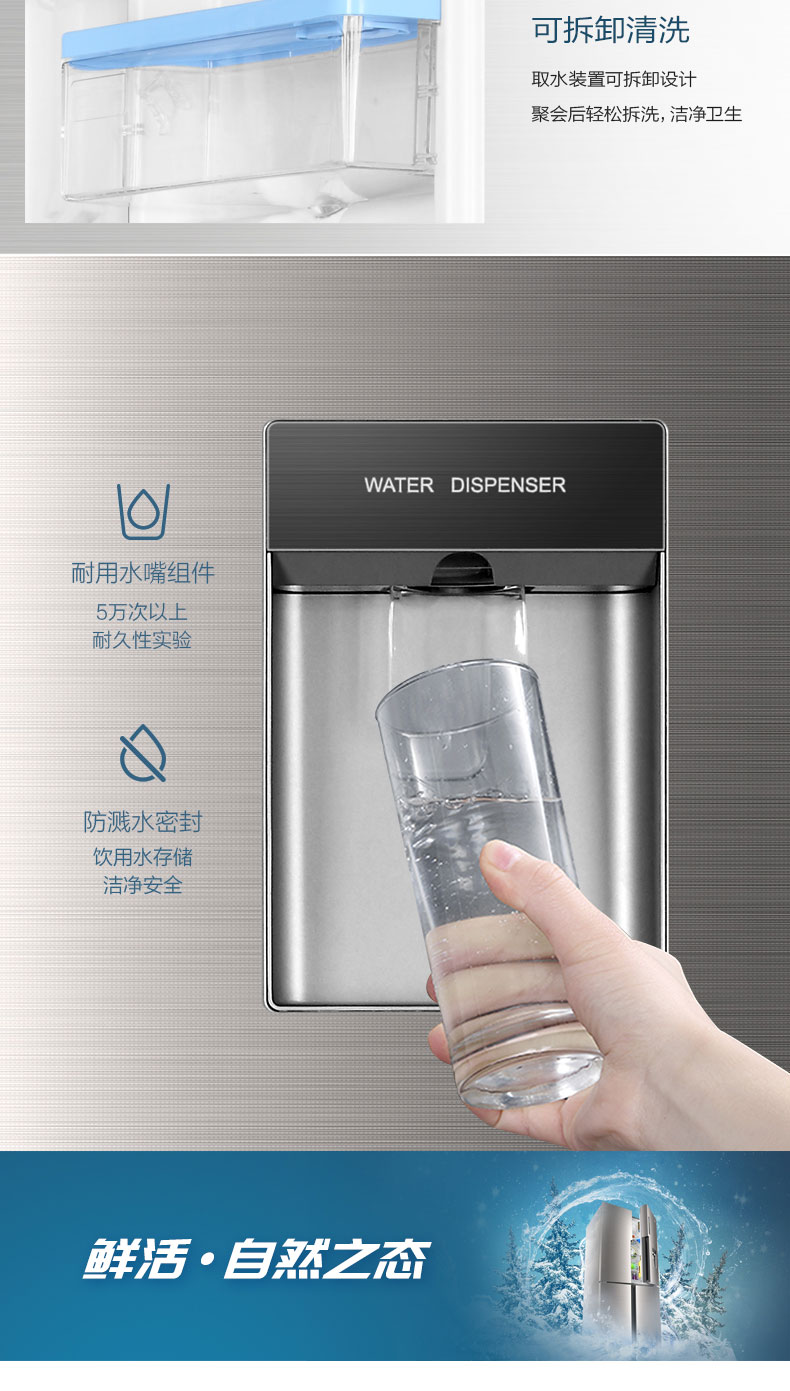 可拆卸清洗
取水装置可拆卸设计
聚会后轻松拆洗,洁净卫生
WATER DISPENSER
耐用水嘴组件
5万次以上
耐久性实验
防溅水密封
饮用水存储
洁净安全
鲜活·自然之态